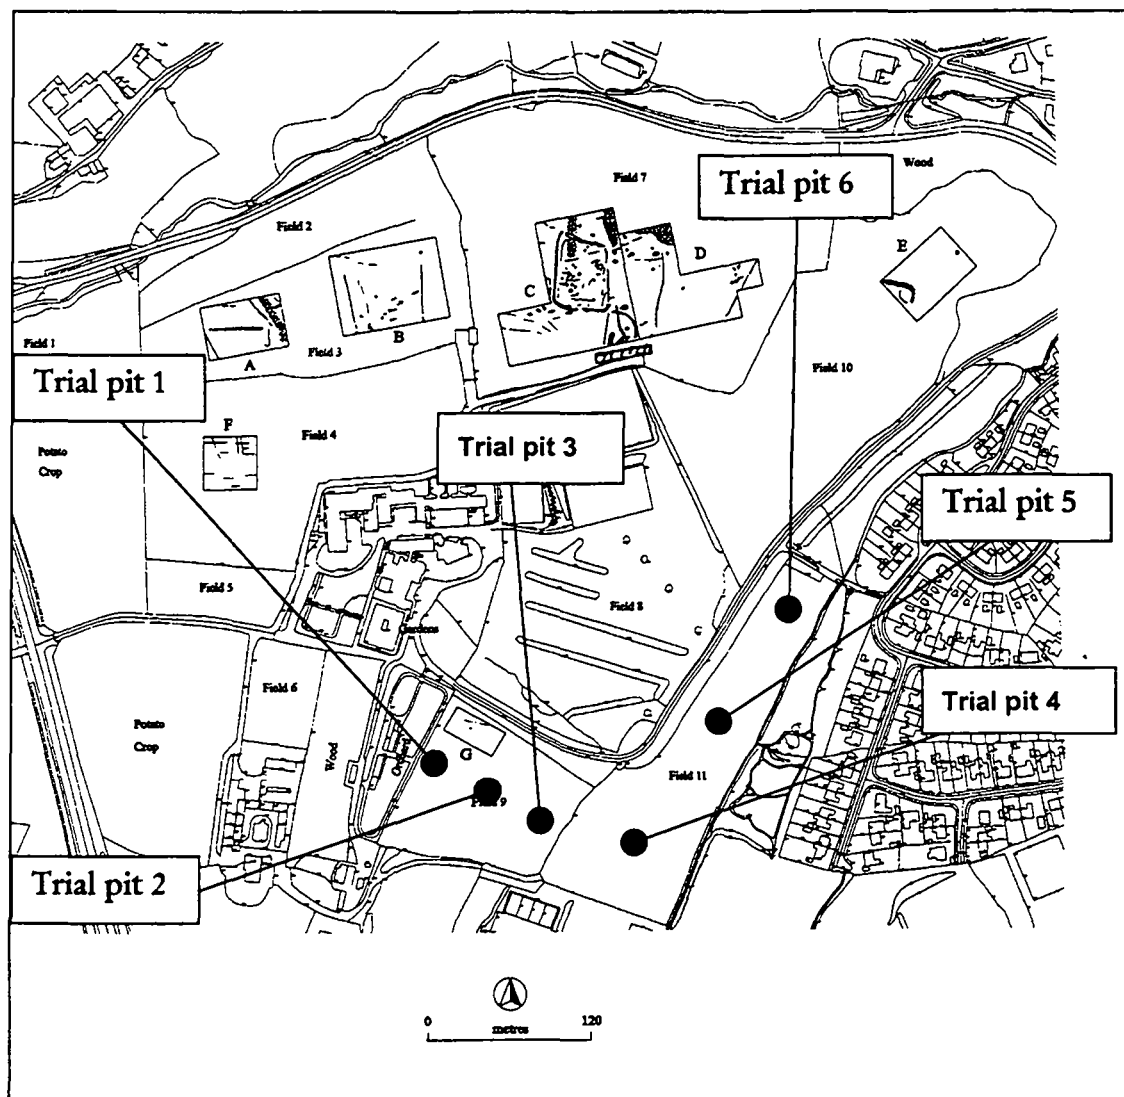 Trial pit 6
Wood
Field 7
Field 2
E
D
C
B
Field 1
Field 3
A
Field 10
Trial pit 1
F
Field 4
Trial pit 3
Potato
Crop
Trial pit 5
Field 5
Field 8
Gardens
Field 6
Trial pit 4
Potato
Crop
Wood
Orchard
G
Field 11
Field 9
Trial pit 2
0
metres
120